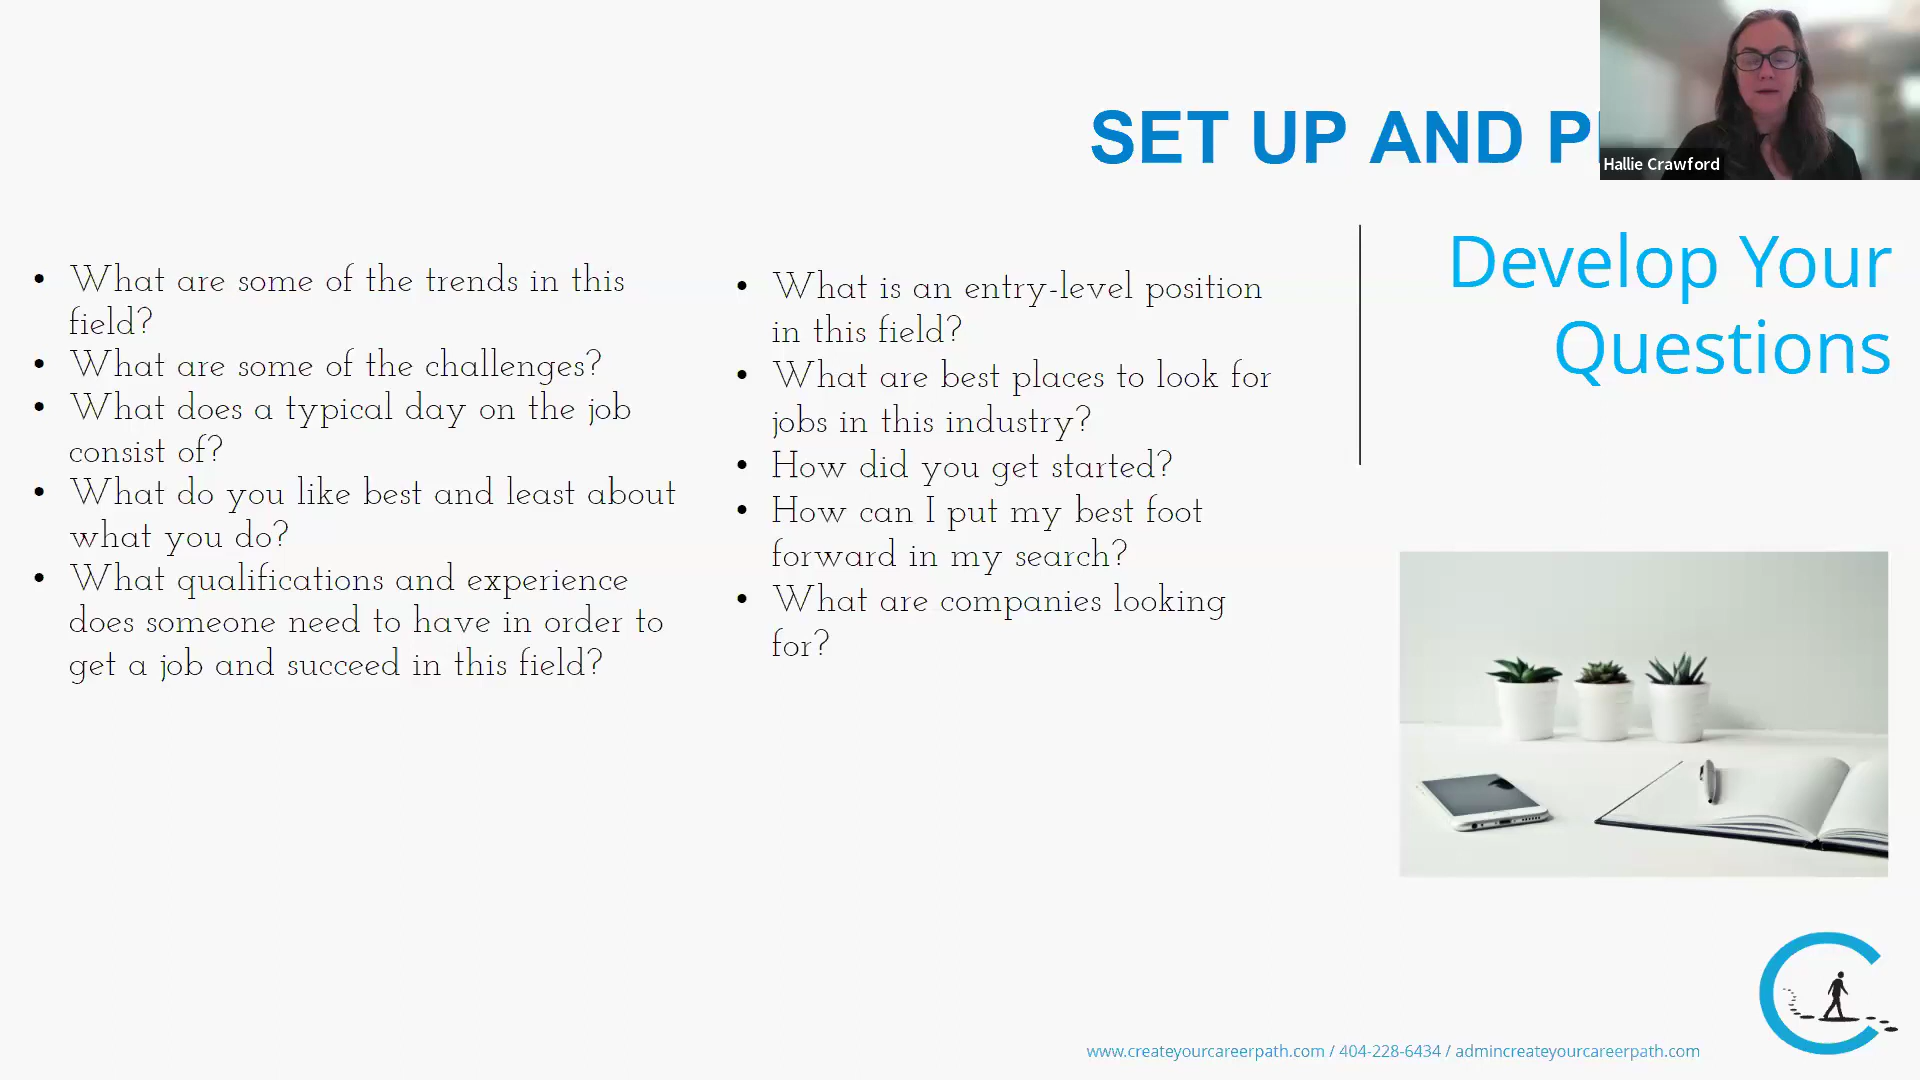 SET UP AND P
Hallie Crawford
Develop Your
Questions
• What are some of the trends in this
field?
• What are some of the challenges?
• What does a typical day on the job
consist of?
• What do you like best and least about
what you do?
• What qualifications and experience
does someone need to have in order to
get a job and succeed in this field?
• What is an entry-level position
in this field?
• What are best places to look for
jobs in this industry?
• How did you get started?
• How can I put my best foot
forward in my search?
• What are companies looking
for?
www.createyourcareerpath.com / 404-228-6434 / admincreateyourcareerpath.com